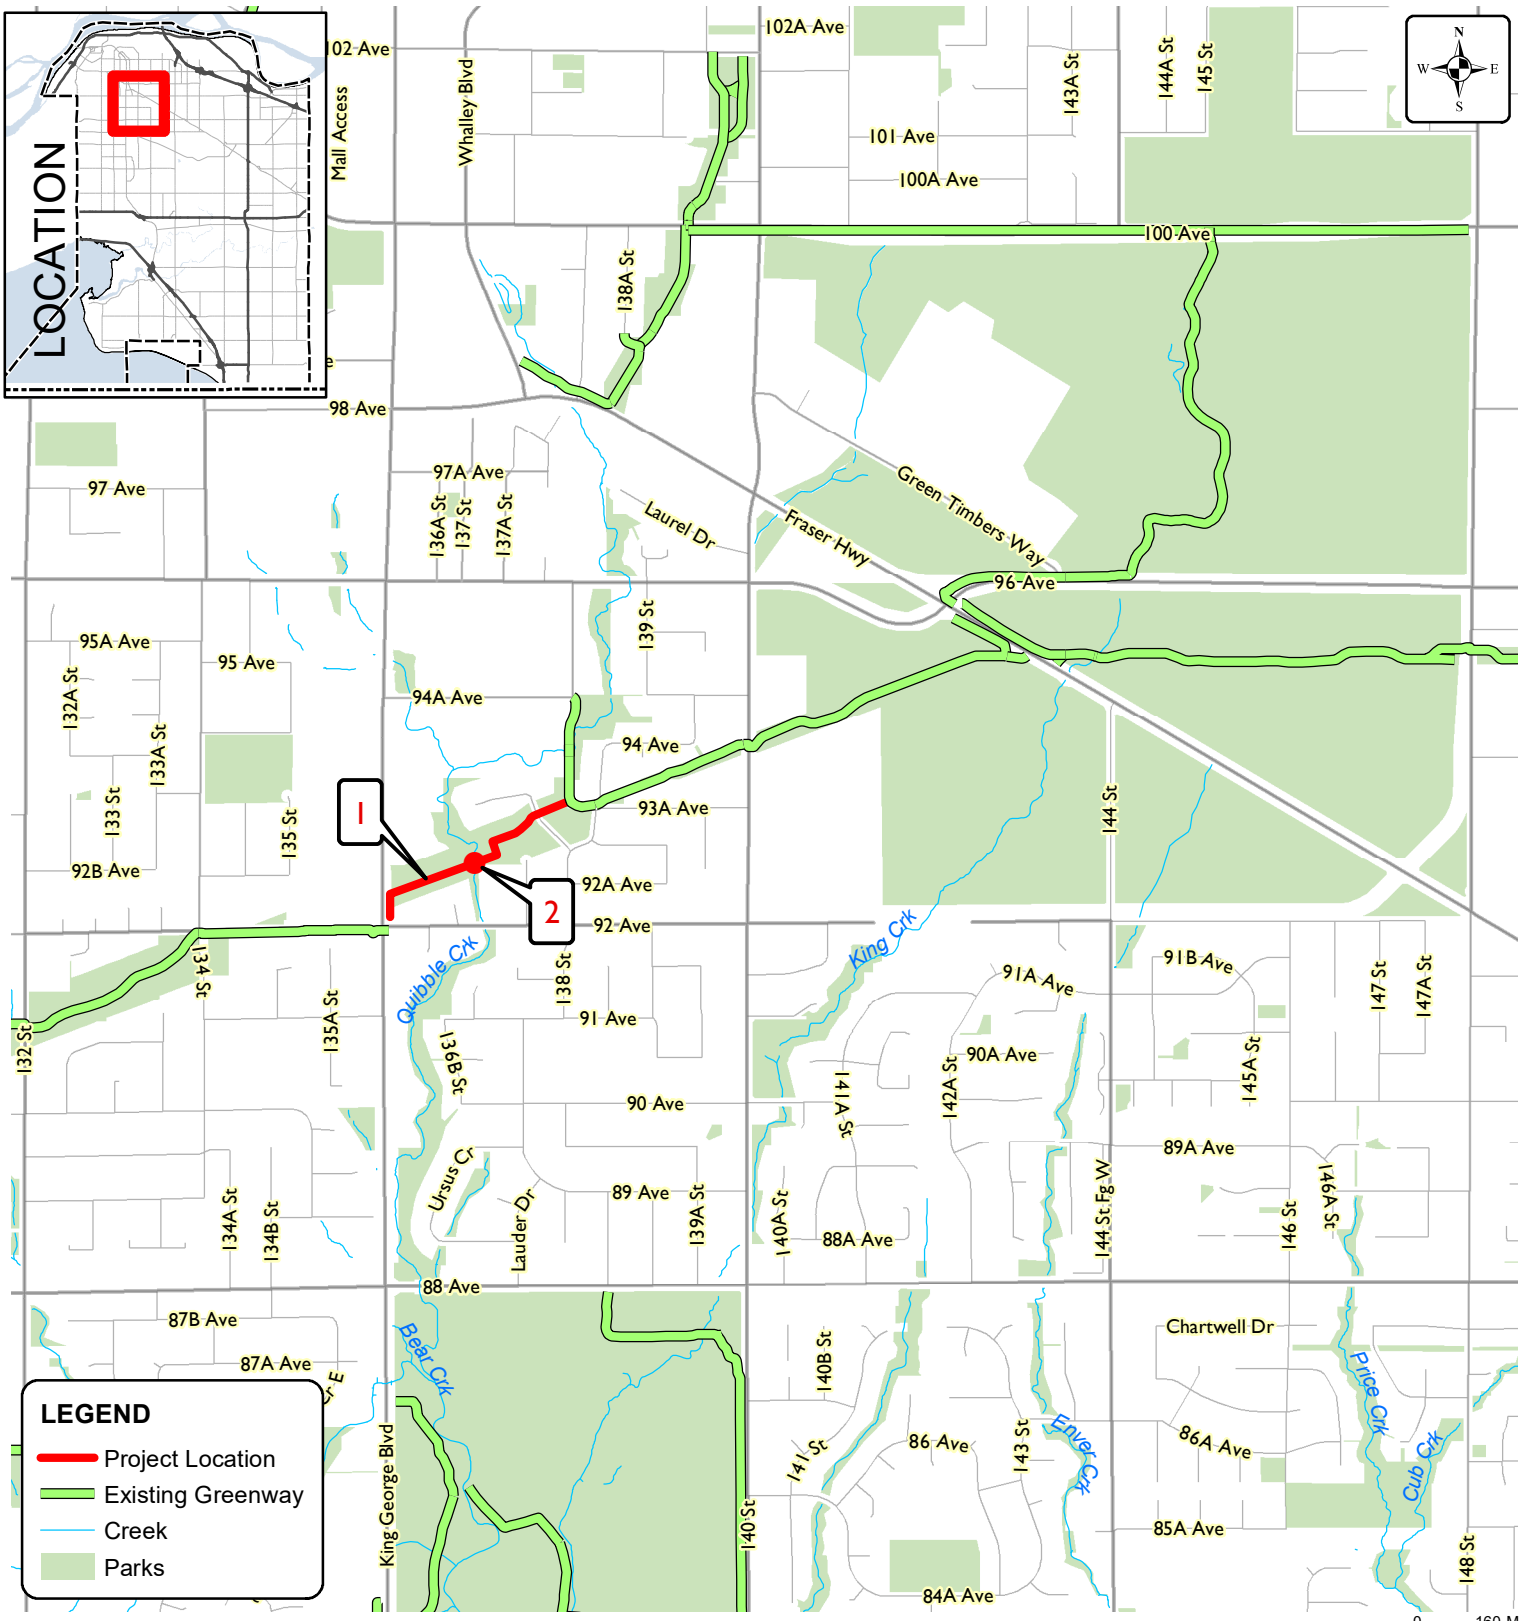 LOCATION
102 Ave
102A Ave
Mall Access
Whalley Blvd
143A St
144A St
145 St
N
W
E
S
101 Ave
100A Ave
100 Ave
138A St
98 Ave
97A Ave
97 Ave
136A St
137 St
137A St
Laurel Dr
Fraser Hwy
Green Timbers Way
96 Ave
95A Ave
95 Ave
139 St
132A St
133A St
94A Ave
94 Ave
133 St
135 St
93A Ave
144 St
1
92B Ave
92A Ave
2
92 Ave
134 St
Quibble Crk
138 St
King Crk
91A Ave
91B Ave
147 St
147A St
132 St
135A St
91 Ave
136B St
90A Ave
141A St
142A St
145A St
90 Ave
89A Ave
Ursus Cr
Lauder Dr
89 Ave
139A St
140A St
88A Ave
144 St Fg W
146 St
146A St
134A St
134B St
88 Ave
87B Ave
87A Ave
Cr E
Bear Crk
140B St
Chartwell Dr
Price Crk
LEGEND
Project Location
Existing Greenway
Creek
Parks
King George Blvd
140 St
141 St
86 Ave
143 St
Enver Crk
86A Ave
Cub Crk
85A Ave
148 St
84A Ave